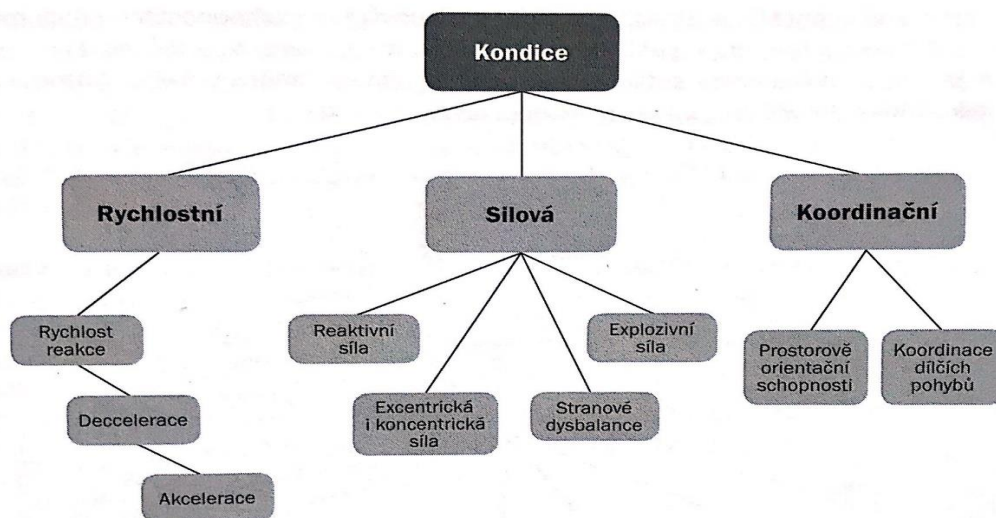 Kondice
Rychlostní
Silová
Koordinační
Rychlost
reakce
Deccelerace
Akcelerace
Reaktivní
síla
Excentrická
i koncentrická
síla
Stranové
dysbalance
Explozivní
síla
Prostorově
orientační
schopnosti
Koordinace
dílčích
pohybů